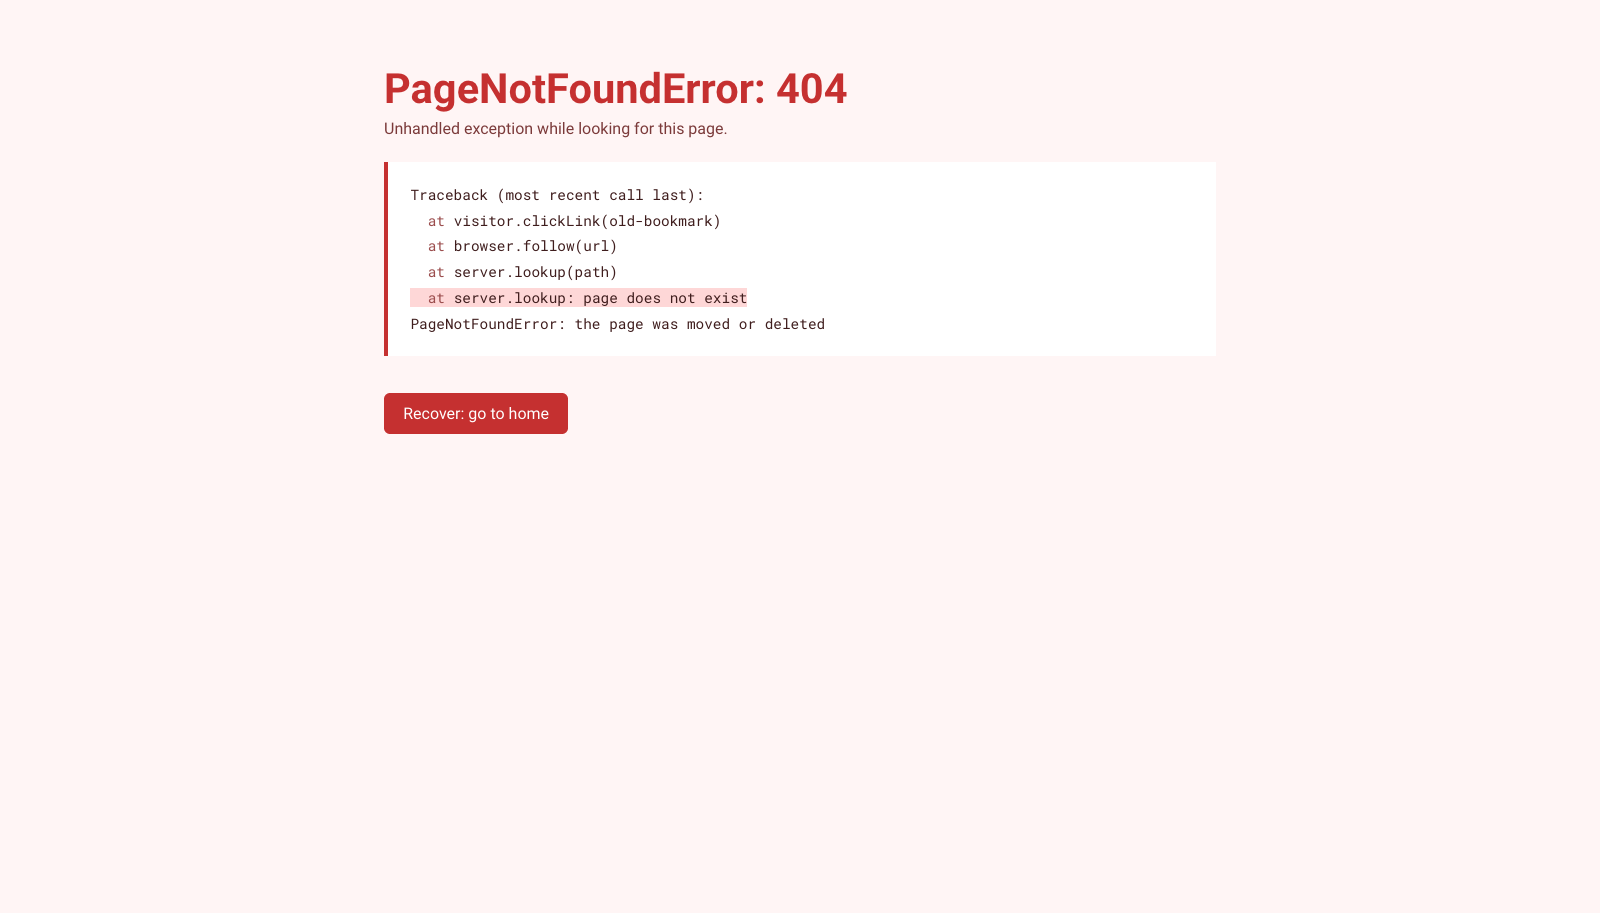 PageNotFoundError: 404
Unhandled exception while looking for this page.
Traceback (most recent call last):
  at visitor.clickLink(old-bookmark)
  at browser.follow(url)
  at server.lookup(path)
  at server.lookup: page does not exist
PageNotFoundError: the page was moved or deleted
Recover: go to home